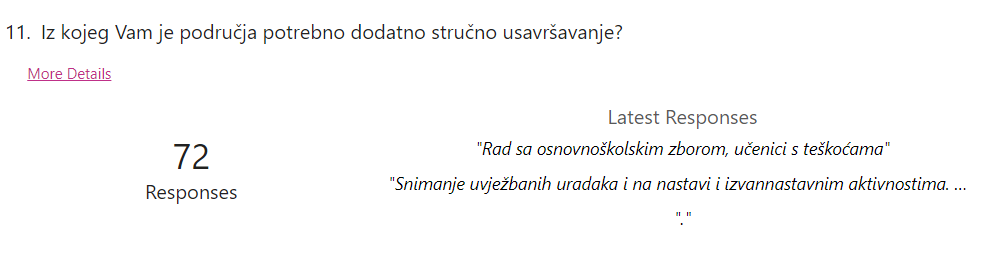 11. Iz kojeg Vam je područja potrebno dodatno stručno usavršavanje?
More Details
72
Responses
Latest Responses
"Rad sa osnovnoškolskim zborom, učenici s teškoćama"
"Snimanje uvježbanih uradaka i na nastavi i izvannastavnim aktivnostima. ...
"."